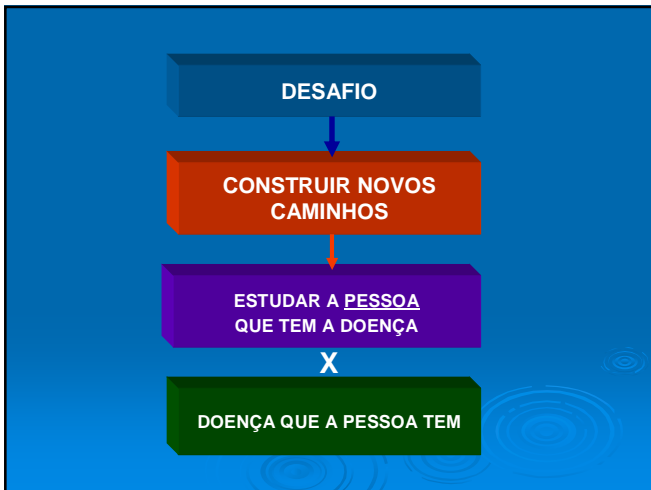 DESAFIO
CONSTRUIR NOVOS
CAMINHOS
ESTUDAR A PESSOA
QUE TEM A DOENÇA
X
DOENÇA QUE A PESSOA TEM